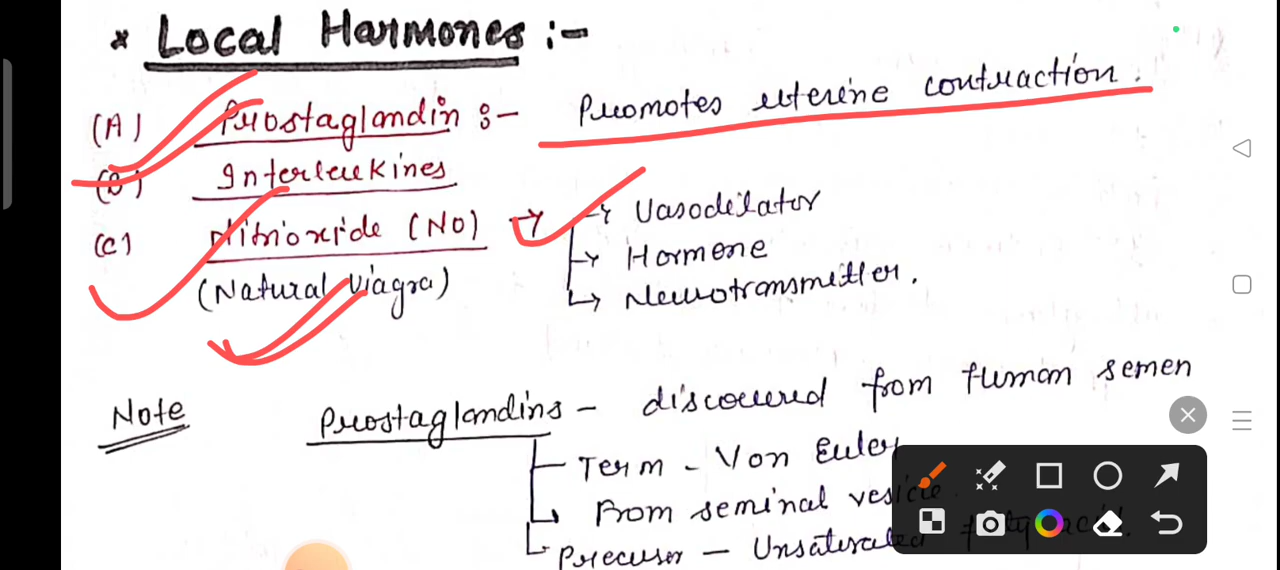 * Local Harmones :-
(A) Prostaglandin :- Promotes uterine contraction.
(B) Interleukines
(C) Nitrioxide (NO) → Vasodilator
(Natural Viagra) → Hormone
→ Neurotransmitter.
Note Prostaglandins - discovered from Human semen
Term - Von Euler
From seminal vesicle.
Precusor - Unsaturated